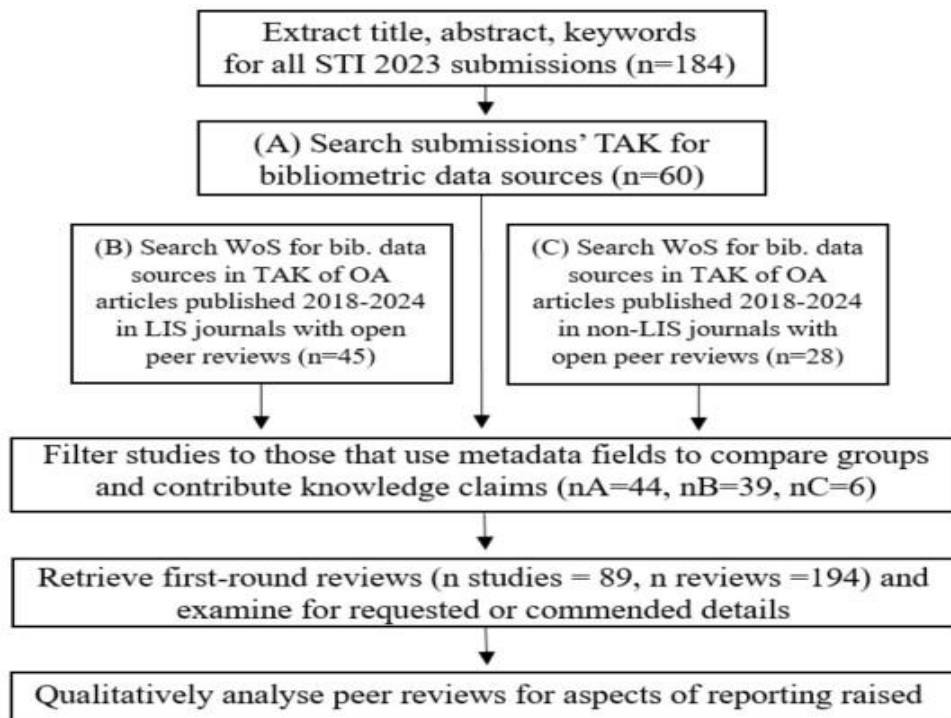 Extract title, abstract, keywords
for all STI 2023 submissions (n=184)
(A) Search submissions’ TAK for
bibliometric data sources (n=60)
(B) Search WoS for bib. data
sources in TAK of OA
articles published 2018-2024
in LIS journals with open
peer reviews (n=45)
(C) Search WoS for bib. data
sources in TAK of OA
articles published 2018-2024
in non-LIS journals with
open peer reviews (n=28)
Filter studies to those that use metadata fields to compare groups
and contribute knowledge claims (nA=44, nB=39, nC=6)
Retrieve first-round reviews (n studies = 89, n reviews =194) and
examine for requested or commended details
Qualitatively analyse peer reviews for aspects of reporting raised